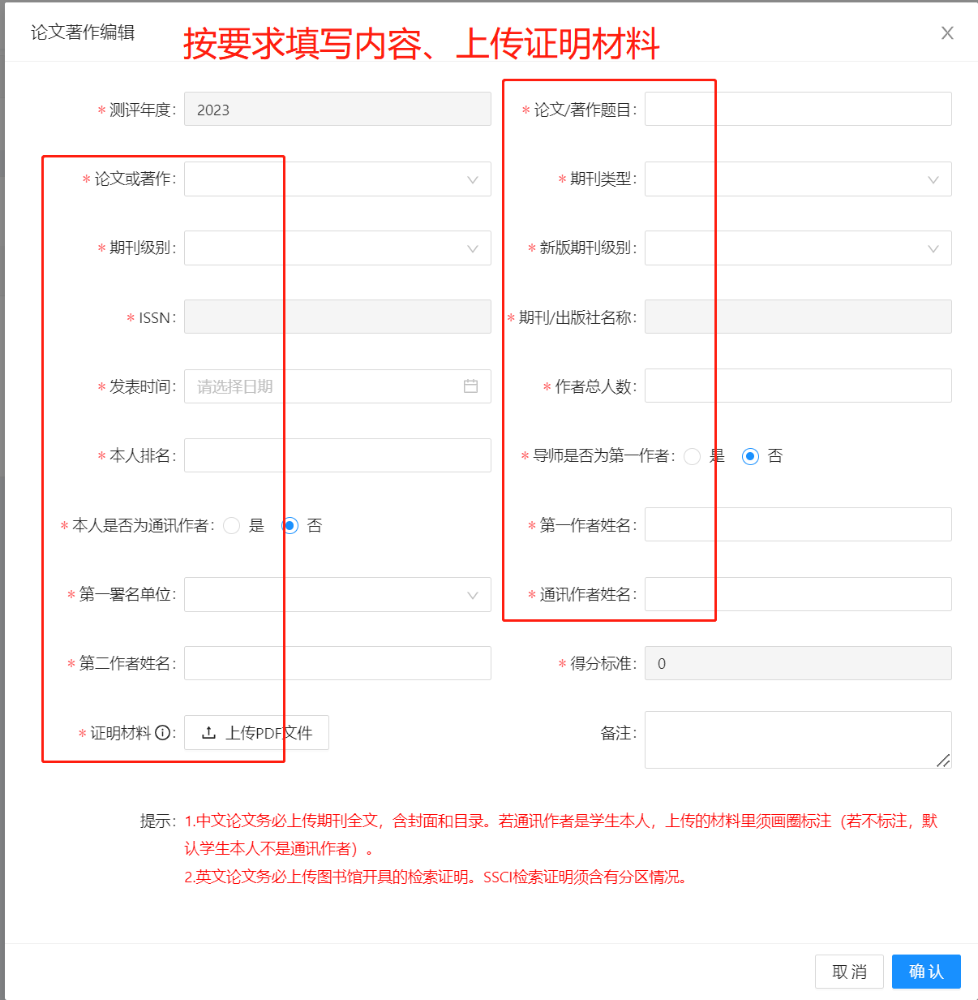 论文著作编辑
按要求填写内容、上传证明材料
* 测评年度: 2023
* 论文/著作题目:
* 论文或著作:
* 期刊类型:
* 期刊级别:
* 新版期刊级别:
* ISSN:
* 期刊/出版社名称:
* 发表时间: 请选择日期
* 作者总人数:
* 本人排名:
* 导师是否为第一作者: 是 否
* 本人是否为通讯作者: 是 否
* 第一作者姓名:
* 第一署名单位:
* 通讯作者姓名:
* 第二作者姓名:
* 得分标准: 0
* 证明材料: 上传PDF文件
备注:
提示: 1.中文论文务必上传期刊全文，含封面和目录。若通讯作者是学生本人，上传的材料里须画圈标注（若不标注，默
认学生本人不是通讯作者）。
2.英文论文务必上传图书馆开具的检索证明。SSCI检索证明须含有分区情况。
取消 确认